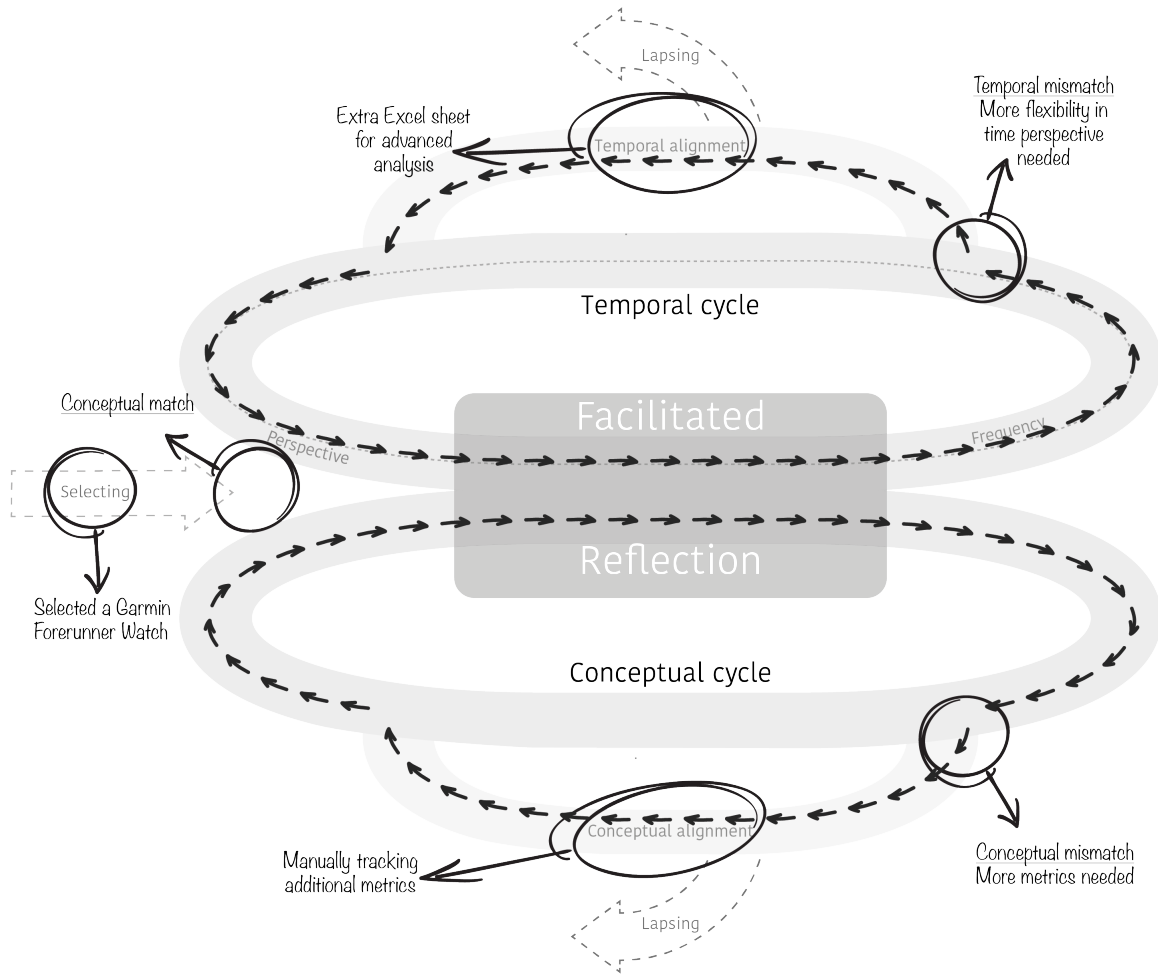 Lapsing
Temporal mismatch
More flexibility in
time perspective
needed
Extra Excel sheet
for advanced
analysis
Temporal alignment
Temporal cycle
Conceptual match
Facilitated
Perspective
Frequency
Selecting
Reflection
Selected a Garmin
Forerunner Watch
Conceptual cycle
Conceptual alignment
Manually tracking
additional metrics
Conceptual mismatch
More metrics needed
Lapsing